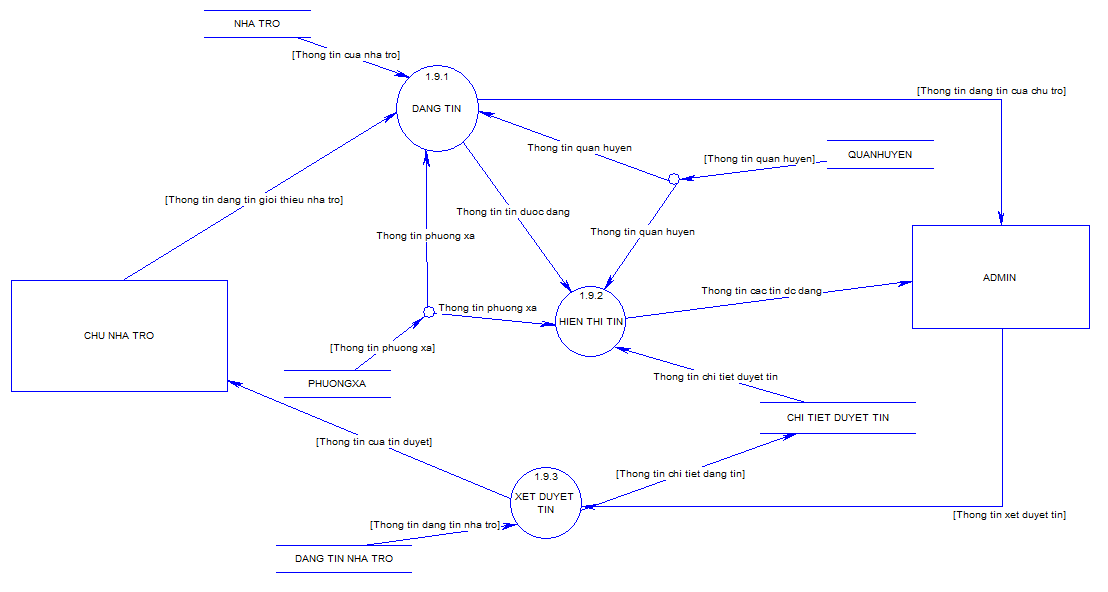 NHA TRO
[Thong tin cua nha tro]
1.9.1
DANG TIN
[Thong tin dang tin cua chu tro]
Thong tin quan huyen
[Thong tin quan huyen]
QUANHUYEN
[Thong tin dang tin gioi thieu nha tro]
Thong tin tin duoc dang
Thong tin phuong xa
Thong tin quan huyen
ADMIN
Thong tin cac tin dc dang
1.9.2
HIEN THI TIN
Thong tin phuong xa
CHU NHA TRO
[Thong tin phuong xa]
PHUONGXA
Thong tin chi tiet duyet tin
CHI TIET DUYET TIN
[Thong tin cua tin duyet]
[Thong tin chi tiet dang tin]
1.9.3
XET DUYET
TIN
[Thong tin xet duyet tin]
[Thong tin dang tin nha tro]
DANG TIN NHA TRO